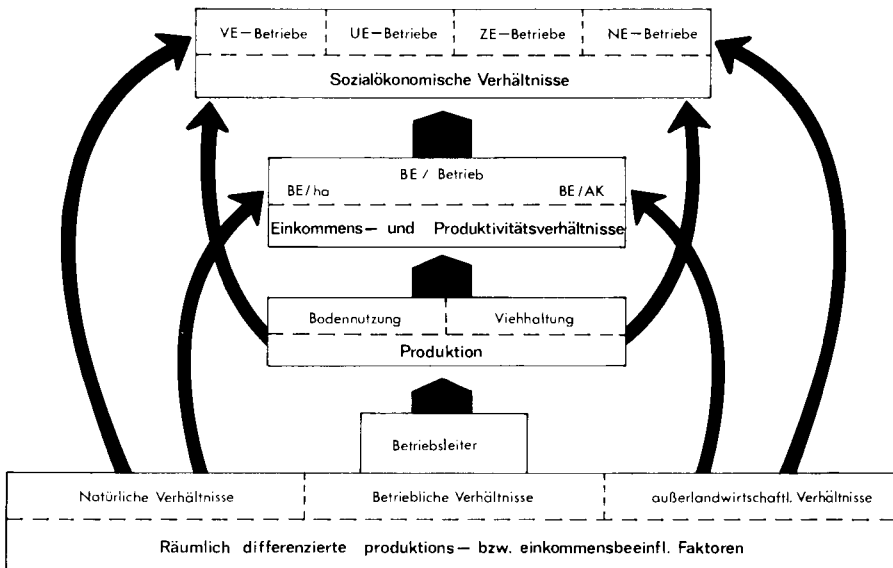 VE-Betriebe UE-Betriebe ZE-Betriebe NE-Betriebe
Sozialökonomische Verhältnisse
BE / Betrieb
BE/ha BE/AK
Einkommens- und Produktivitätsverhältnisse
Bodennutzung Viehhaltung
Produktion
Betriebsleiter
Natürliche Verhältnisse Betriebliche Verhältnisse außerlandwirtschaftl. Verhältnisse
Räumlich differenzierte produktions- bzw. einkommensbeeinfl. Faktoren